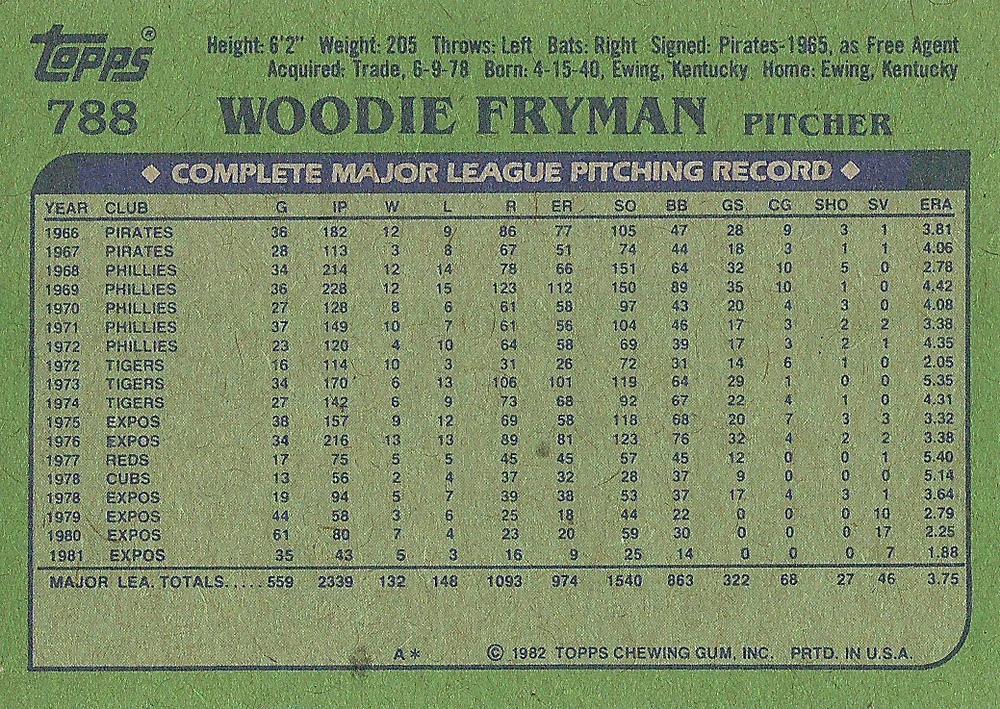 Topps® Height: 6'2" Weight: 205 Throws: Left Bats: Right Signed: Pirates-1965, as Free Agent
Acquired: Trade, 6-9-78 Born: 4-15-40, Ewing, Kentucky Home: Ewing, Kentucky
788 WOODIE FRYMAN PITCHER
◆ COMPLETE MAJOR LEAGUE PITCHING RECORD ◆
YEAR CLUB G IP W L R ER SO BB GS CG SHO SV ERA
1966 PIRATES 36 182 12 9 86 77 105 47 28 9 3 1 3.81
1967 PIRATES 28 113 3 8 67 51 74 44 18 3 1 1 4.06
1968 PHILLIES 34 214 12 14 78 66 151 64 32 10 5 0 2.78
1969 PHILLIES 36 228 12 15 123 112 150 89 35 10 1 0 4.42
1970 PHILLIES 27 128 8 6 61 58 97 43 20 4 3 0 4.08
1971 PHILLIES 37 149 10 7 61 56 104 46 17 3 2 2 3.38
1972 PHILLIES 23 120 4 10 64 58 69 39 17 3 2 1 4.35
1972 TIGERS 16 114 10 3 31 26 72 31 14 6 1 0 2.05
1973 TIGERS 34 170 6 13 106 101 119 64 29 1 0 0 5.35
1974 TIGERS 27 142 6 9 73 68 92 67 22 4 1 0 4.31
1975 EXPOS 38 157 9 12 69 58 118 68 20 7 3 3 3.32
1976 EXPOS 34 216 13 13 89 81 123 76 32 4 2 2 3.38
1977 REDS 17 75 5 5 45 45 57 45 12 0 0 1 5.40
1978 CUBS 13 56 2 4 37 32 28 37 9 0 0 0 5.14
1978 EXPOS 19 94 5 7 39 38 53 37 17 4 3 1 3.64
1979 EXPOS 44 58 3 6 25 18 44 22 0 0 0 10 2.79
1980 EXPOS 61 80 7 4 23 20 59 30 0 0 0 17 2.25
1981 EXPOS 35 43 5 3 16 9 25 14 0 0 0 7 1.88
MAJOR LEA. TOTALS..... 559 2339 132 148 1093 974 1540 863 322 68 27 46 3.75
A* © 1982 TOPPS CHEWING GUM, INC. PRTD. IN U.S.A.